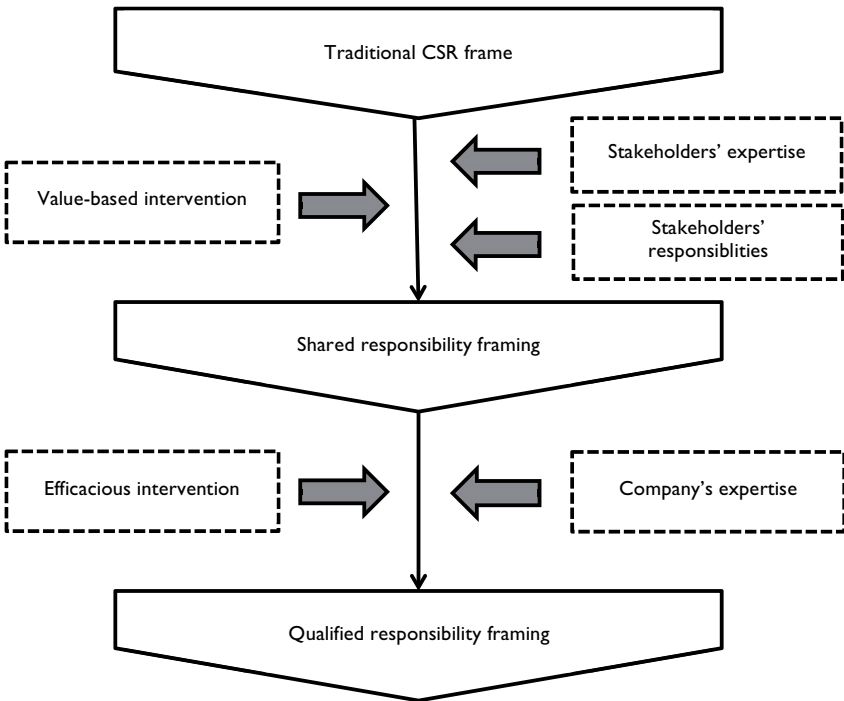 Traditional CSR frame
Stakeholders’ expertise
Value-based intervention
Stakeholders’
responsiblities
Shared responsibility framing
Efficacious intervention
Company’s expertise
Qualified responsibility framing